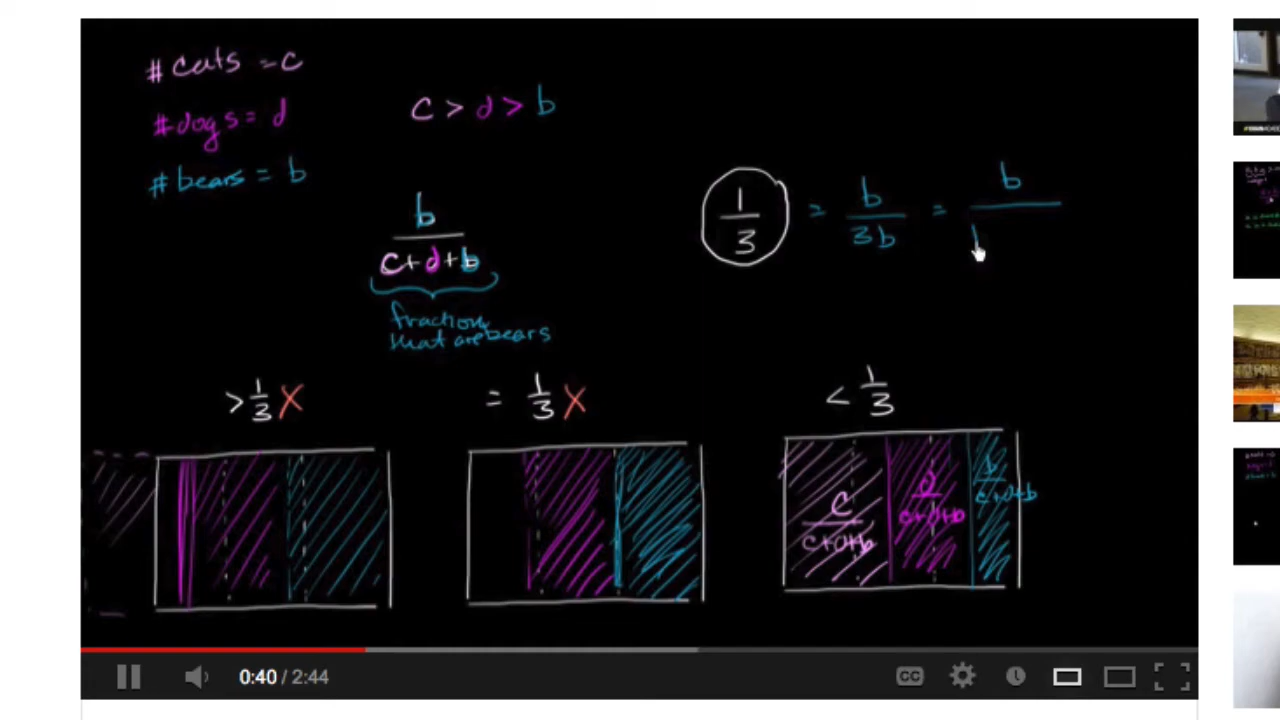 #cats = c
#dogs = d
#bears = b
c > d > b
b
c+d+b
fraction
that are bears
1/3 = b/3b = b
> 1/3 X
= 1/3 X
< 1/3
c
c+d+b
d
c+d+b
b
c+d+b
0:40 / 2:44
CC